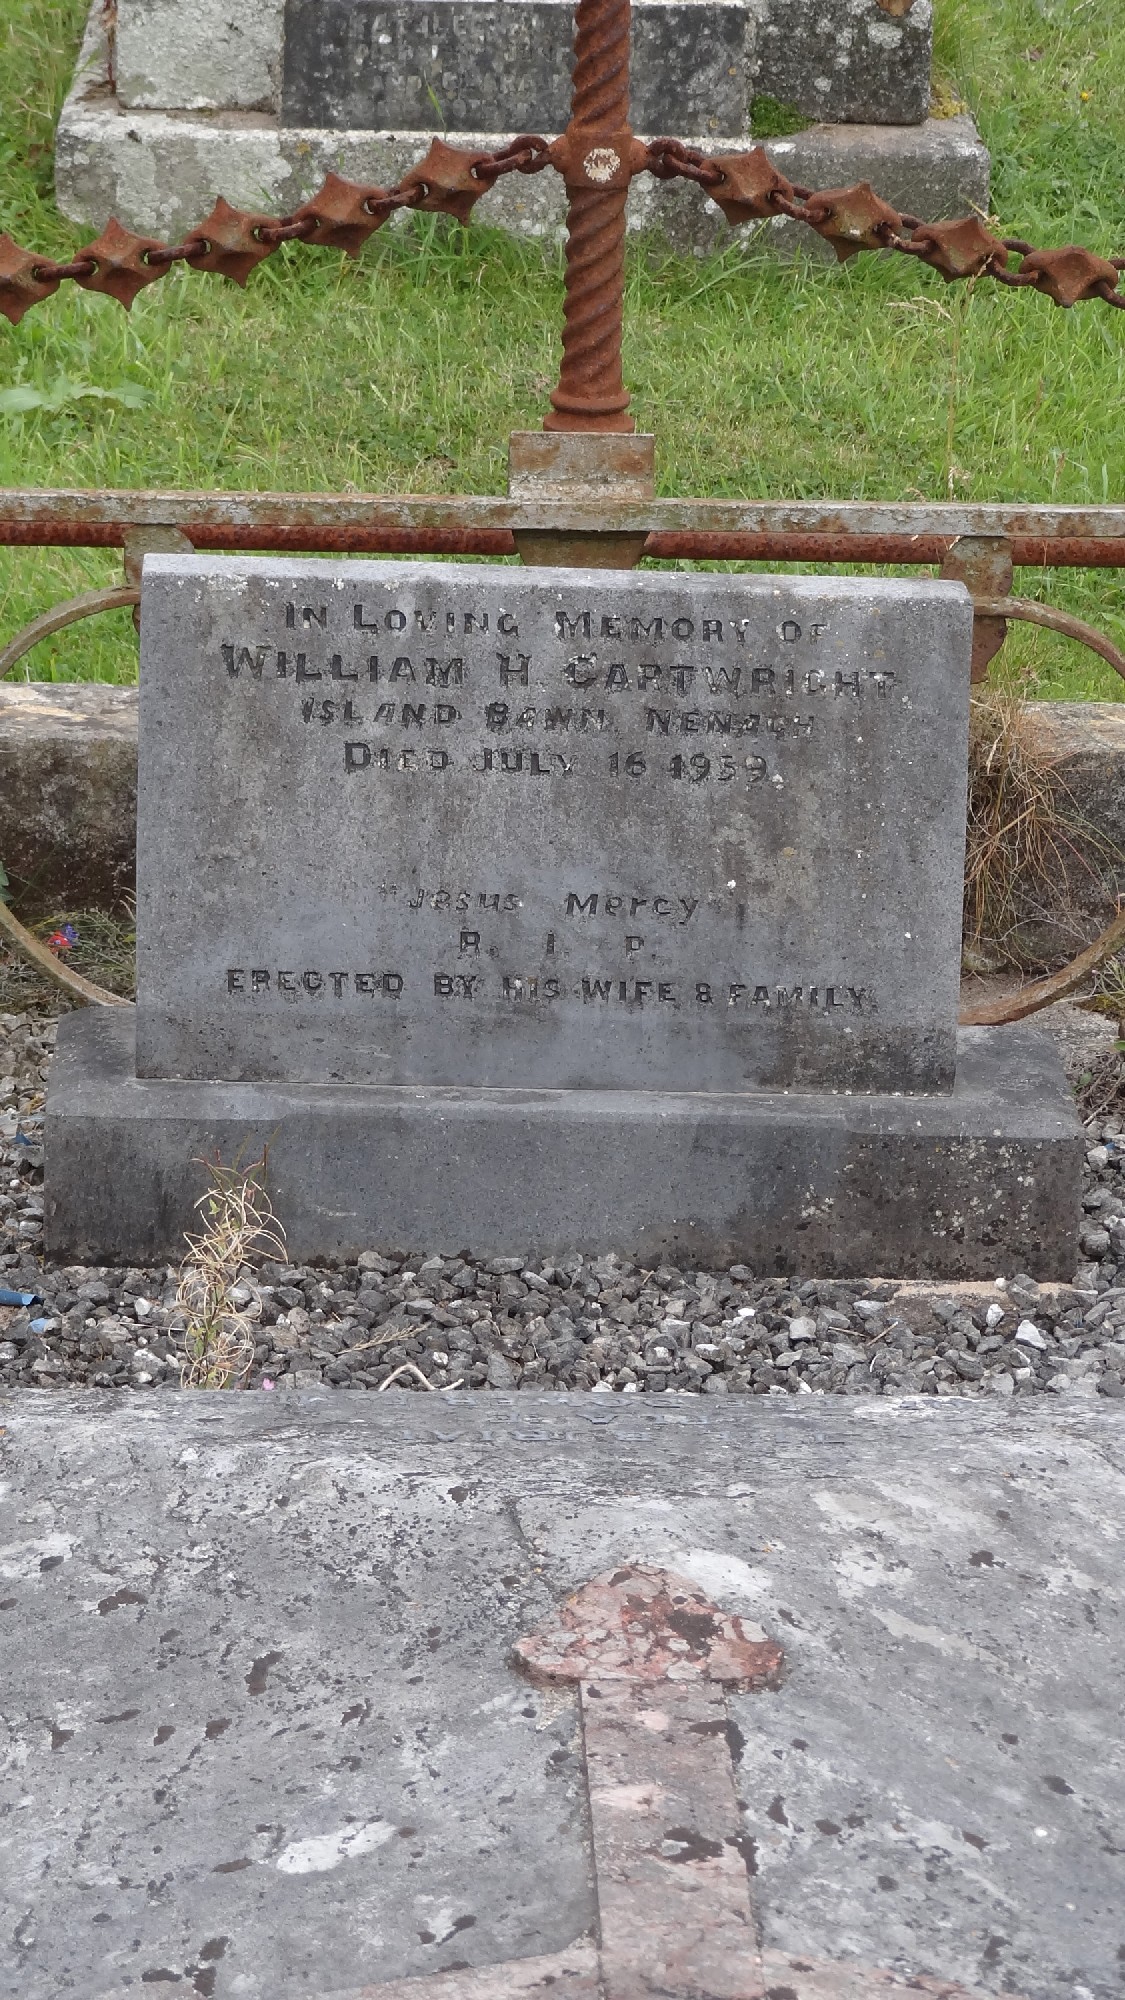 IN LOVING MEMORY OF
WILLIAM H CARTWRIGHT
ISLAND BAWN, NENAGH
DIED JULY 16 1959.
"Jesus Mercy"
R. I. P.
ERECTED BY HIS WIFE & FAMILY.